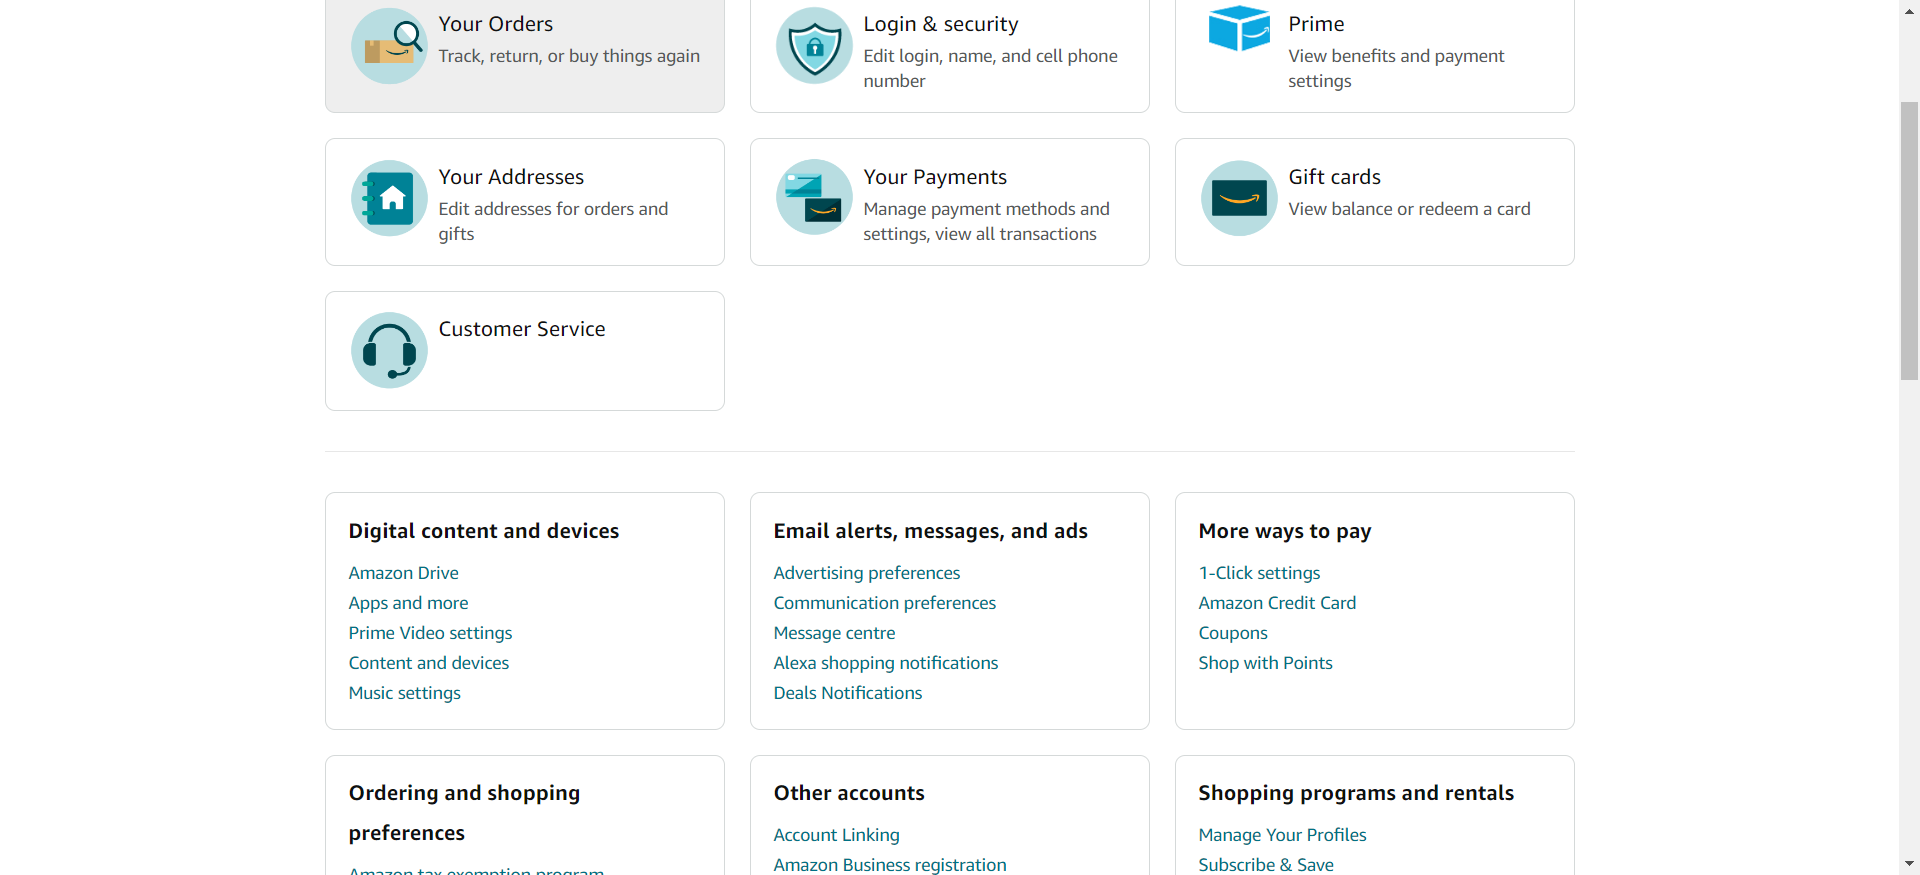 Your Orders
Track, return, or buy things again
Login & security
Edit login, name, and cell phone
number
Prime
View benefits and payment
settings
Your Addresses
Edit addresses for orders and
gifts
Your Payments
Manage payment methods and
settings, view all transactions
Gift cards
View balance or redeem a card
Customer Service
Digital content and devices
Amazon Drive
Apps and more
Prime Video settings
Content and devices
Music settings
Email alerts, messages, and ads
Advertising preferences
Communication preferences
Message centre
Alexa shopping notifications
Deals Notifications
More ways to pay
1-Click settings
Amazon Credit Card
Coupons
Shop with Points
Ordering and shopping
preferences
Amazon tax exemption program
Other accounts
Account Linking
Amazon Business registration
Shopping programs and rentals
Manage Your Profiles
Subscribe & Save